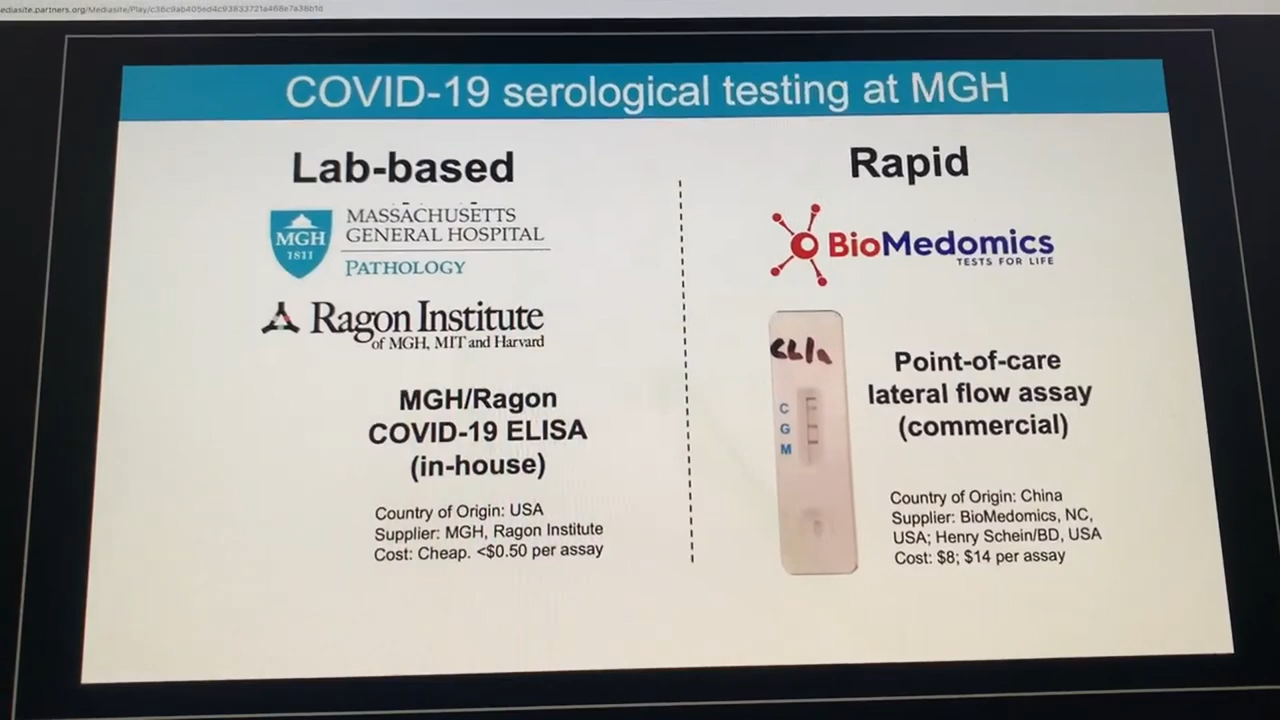 COVID-19 serological testing at MGH
Lab-based
MGH
1811
MASSACHUSETTS
GENERAL HOSPITAL
PATHOLOGY
Ragon Institute
of MGH, MIT and Harvard
MGH/Ragon
COVID-19 ELISA
(in-house)
Country of Origin: USA
Supplier: MGH, Ragon Institute
Cost: Cheap. <$0.50 per assay
Rapid
BioMedomics
TESTS FOR LIFE
C
G
M
Point-of-care
lateral flow assay
(commercial)
Country of Origin: China
Supplier: BioMedomics, NC,
USA; Henry Schein/BD, USA
Cost: $8; $14 per assay